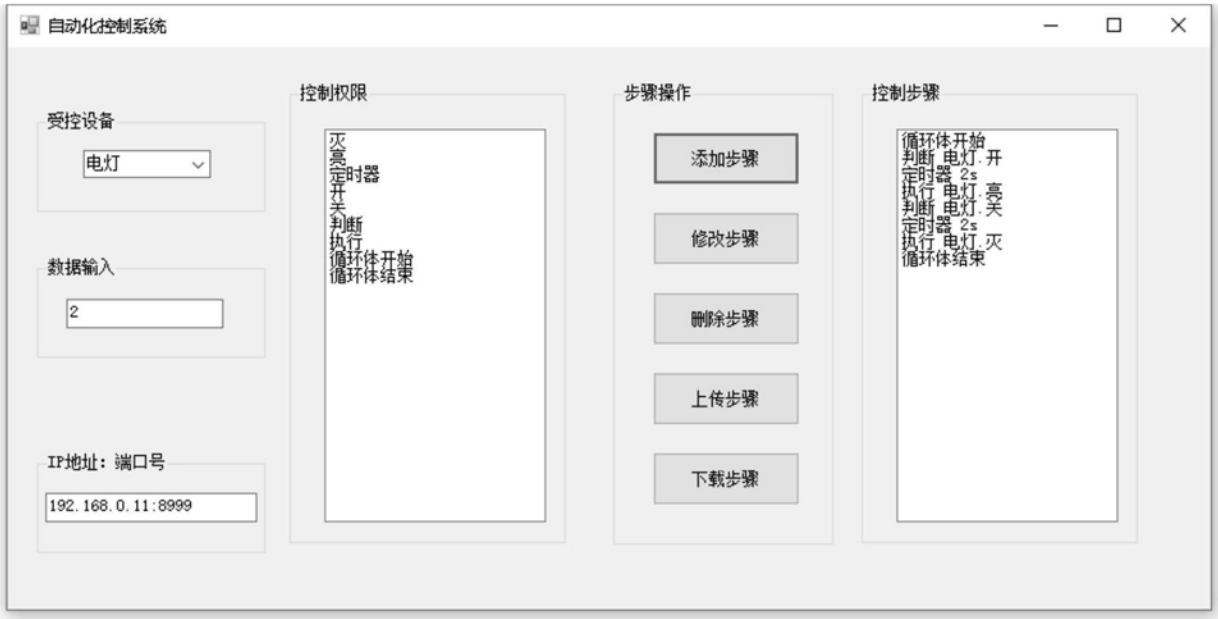 自动化控制系统
受控设备
电灯
数据输入
2
IP地址：端口号
192.168.0.11:8999
控制权限
灭
亮
定时器
开
关
判断
执行
循环体开始
循环体结束
步骤操作
添加步骤
修改步骤
删除步骤
上传步骤
下载步骤
控制步骤
循环体开始
判断 电灯.开
定时器 2s
执行 电灯.亮
判断 电灯.关
定时器 2s
执行 电灯.灭
循环体结束